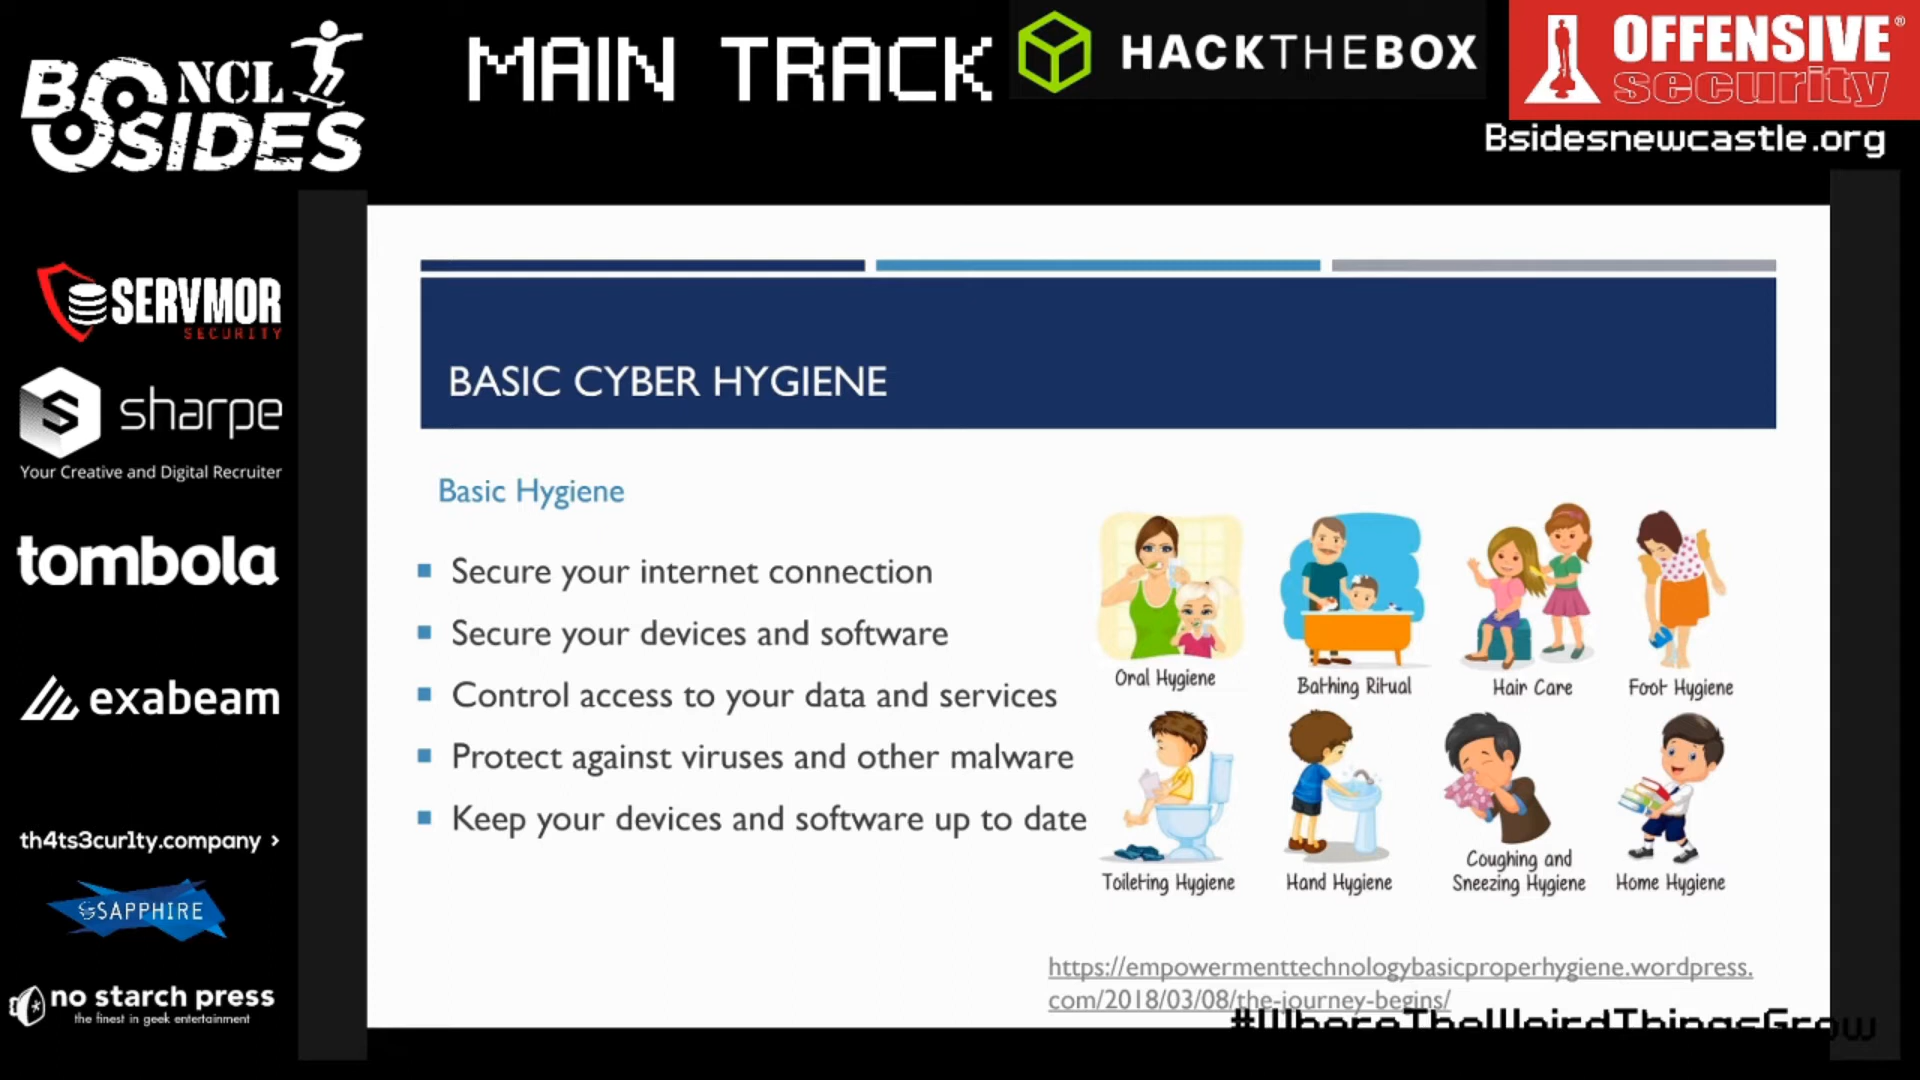 BSIDES NCL
MAIN TRACK
HACKTHEBOX
OFFENSIVE®
security
Bsidesnewcastle.org
SERVMOR
SECURITY
sharpe
Your Creative and Digital Recruiter
tombola
exabeam
th4ts3cur1ty.company >
SAPPHIRE
no starch press
the finest in geek entertainment
BASIC CYBER HYGIENE
Basic Hygiene
Secure your internet connection
Secure your devices and software
Control access to your data and services
Protect against viruses and other malware
Keep your devices and software up to date
Oral Hygiene
Bathing Ritual
Hair Care
Foot Hygiene
Toileting Hygiene
Hand Hygiene
Coughing and
Sneezing Hygiene
Home Hygiene
https://empowermenttechnologybasicproperhygiene.wordpress.
com/2018/03/08/the-journey-begins/
#WhereTheWeirdThingsGrow